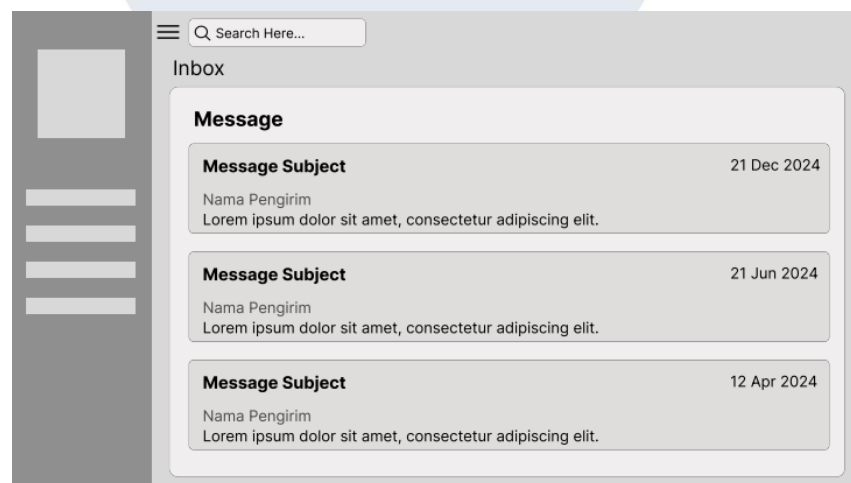 Search Here...
Inbox
Message
Message Subject 21 Dec 2024
Nama Pengirim
Lorem ipsum dolor sit amet, consectetur adipiscing elit.
Message Subject 21 Jun 2024
Nama Pengirim
Lorem ipsum dolor sit amet, consectetur adipiscing elit.
Message Subject 12 Apr 2024
Nama Pengirim
Lorem ipsum dolor sit amet, consectetur adipiscing elit.